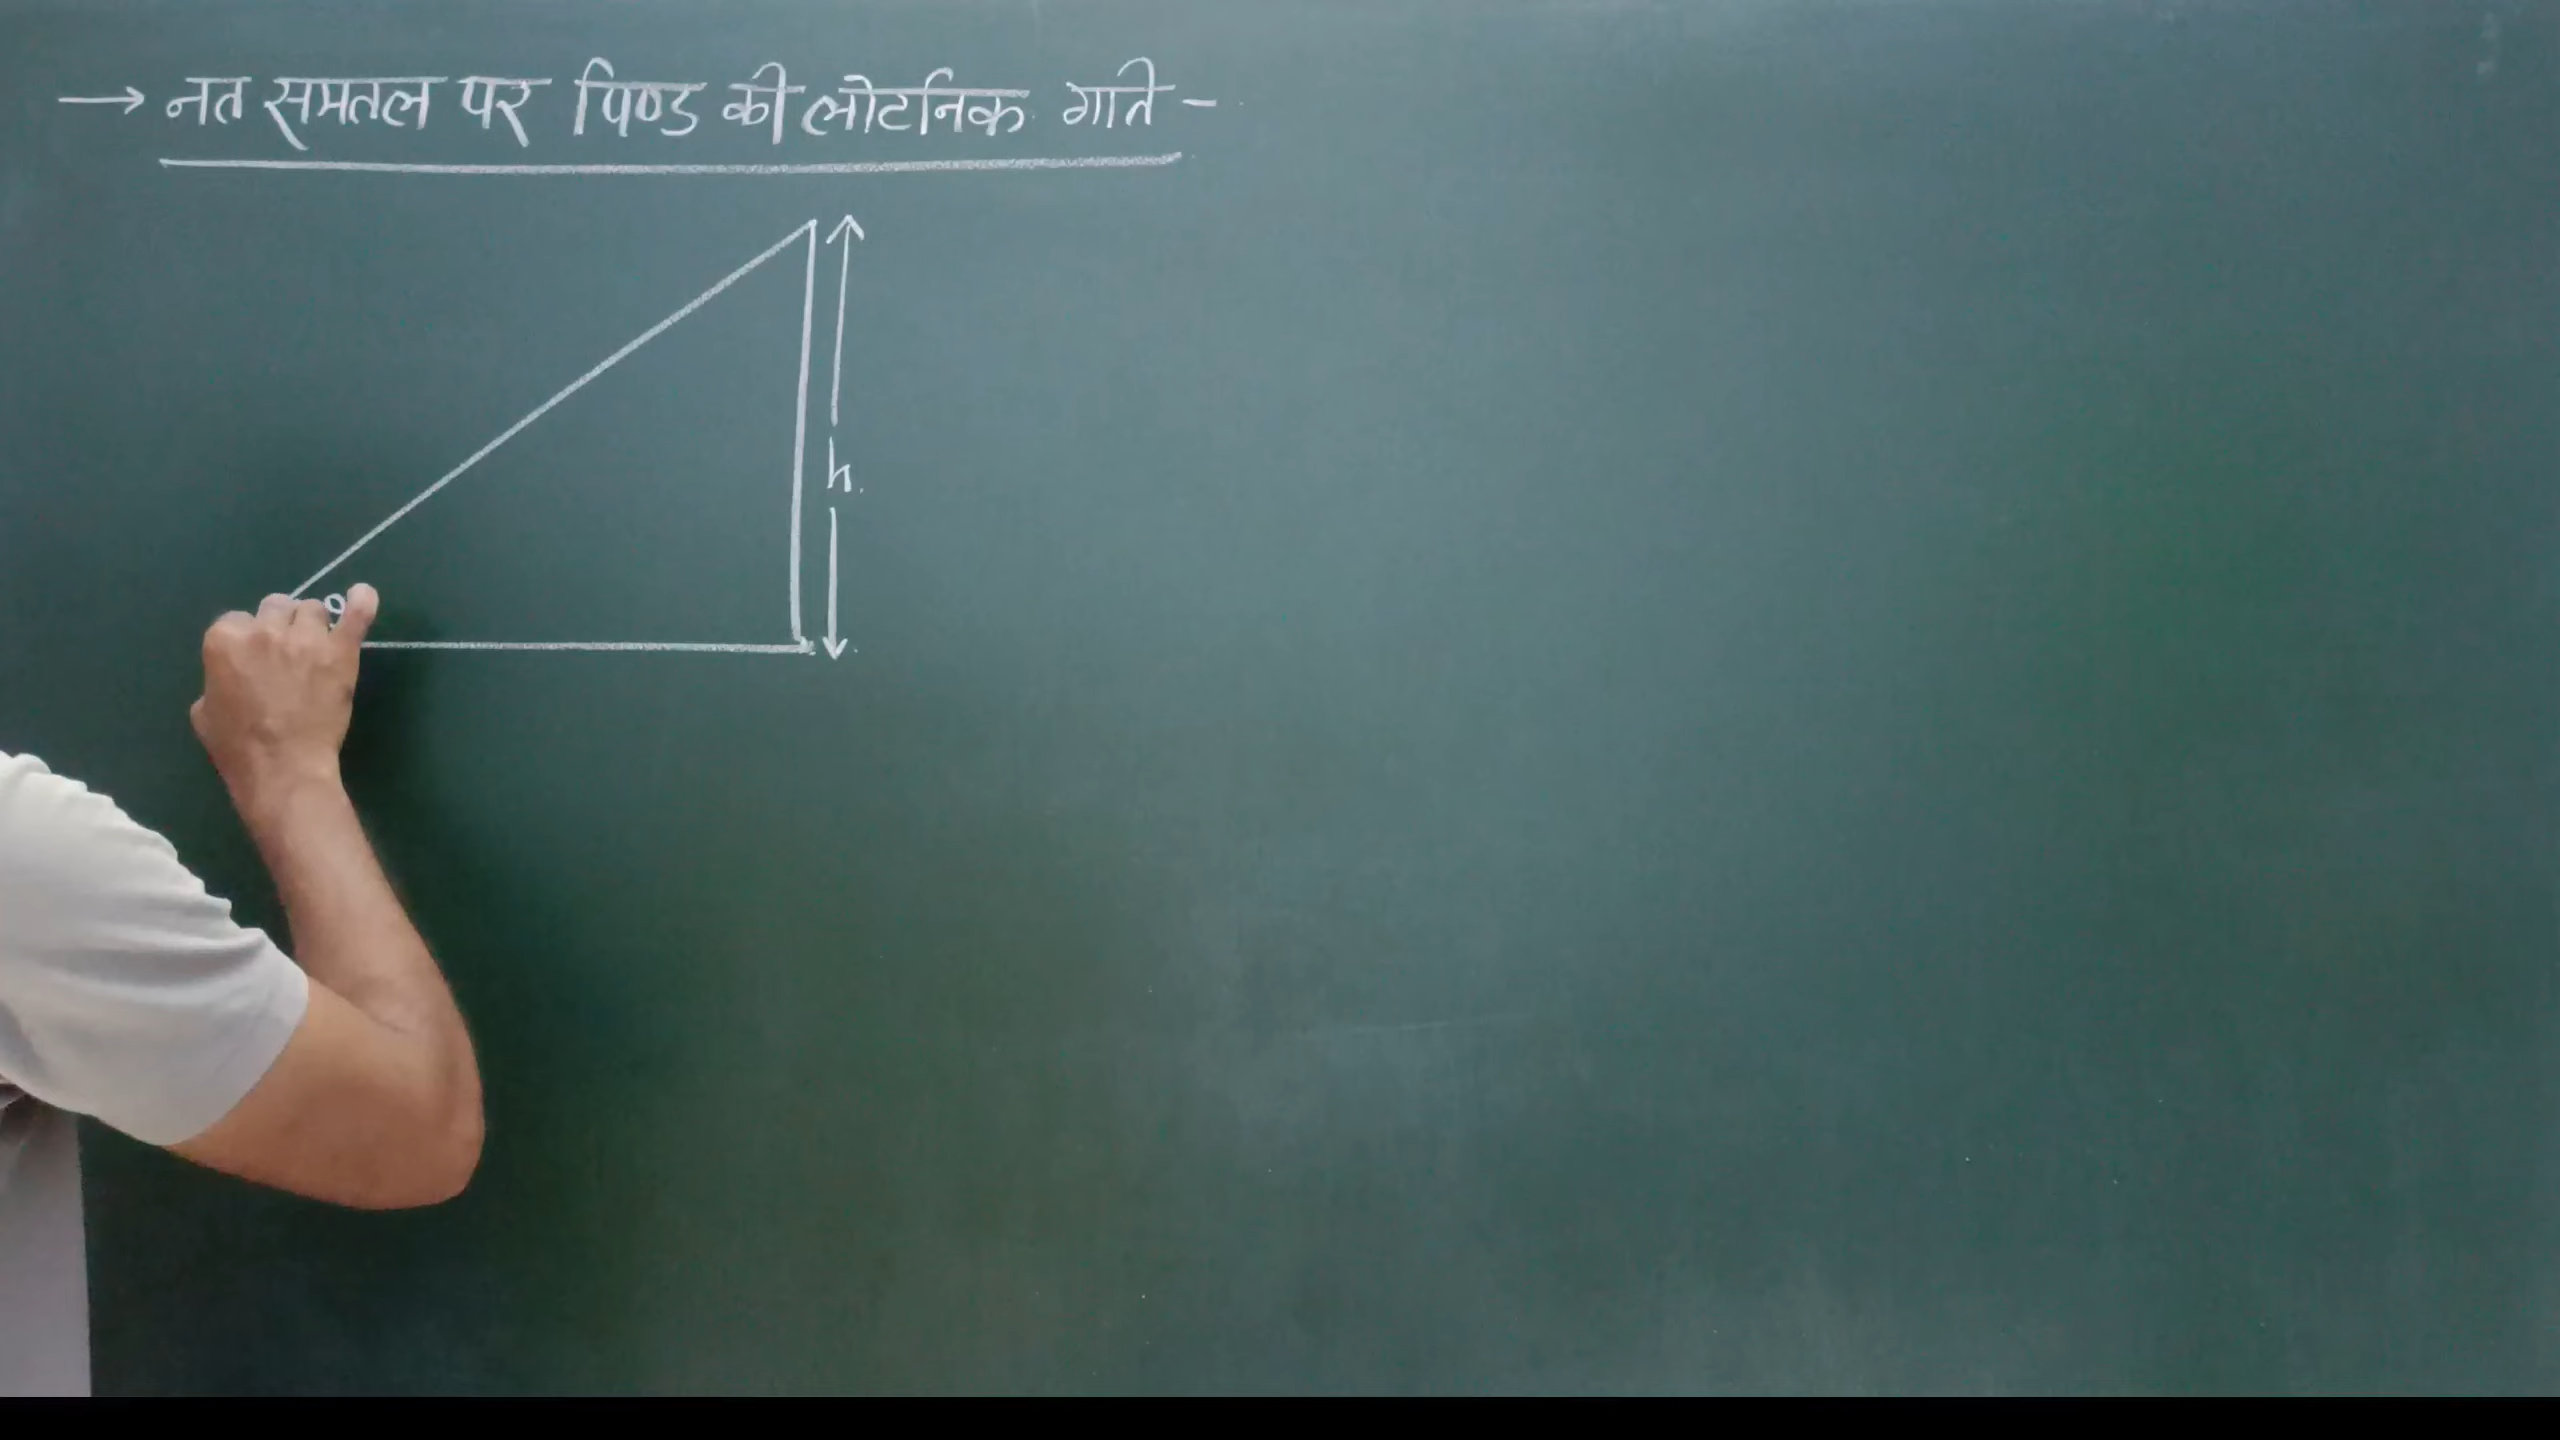 → नत समतल पर पिण्ड की लोटनिक गति -
h.